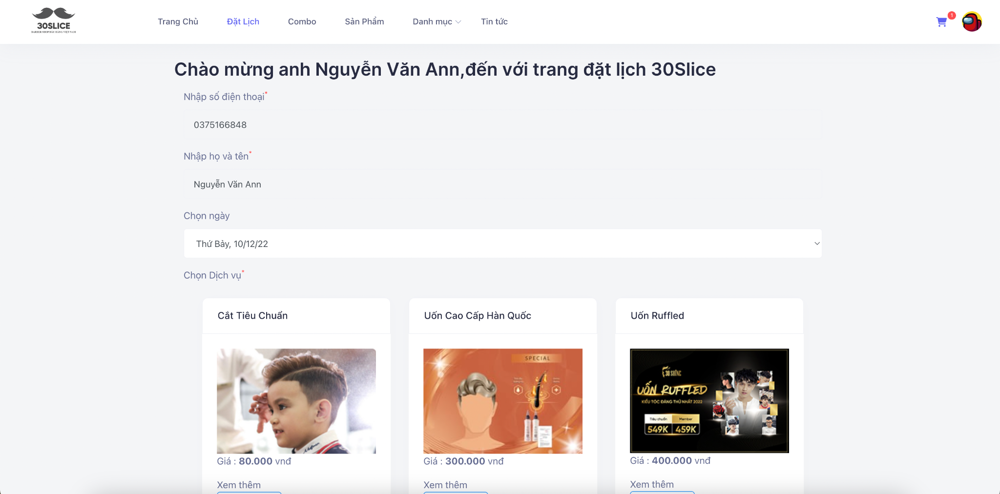 30SLICE
BARBER SHOP ĐẦU HÀNG VIỆT NAM
Trang Chủ
Đặt Lịch
Combo
Sản Phẩm
Danh mục
Tin tức
1
Chào mừng anh Nguyễn Văn Ann,đến với trang đặt lịch 30Slice
Nhập số điện thoại*
0375166848
Nhập họ và tên*
Nguyễn Văn Ann
Chọn ngày
Thứ Bảy, 10/12/22
Chọn Dịch vụ*
Cắt Tiêu Chuẩn
Giá : 80.000 vnđ
Xem thêm
Uốn Cao Cấp Hàn Quốc
SPECIAL
Giá : 300.000 vnđ
Xem thêm
Uốn Ruffled
30 SHINE
UỐN RUFFLED
KIỂU TÓC ĐÁNG THỬ NHẤT 2022
Tiêu chuẩn Member
549K 459K
Giá : 400.000 vnđ
Xem thêm